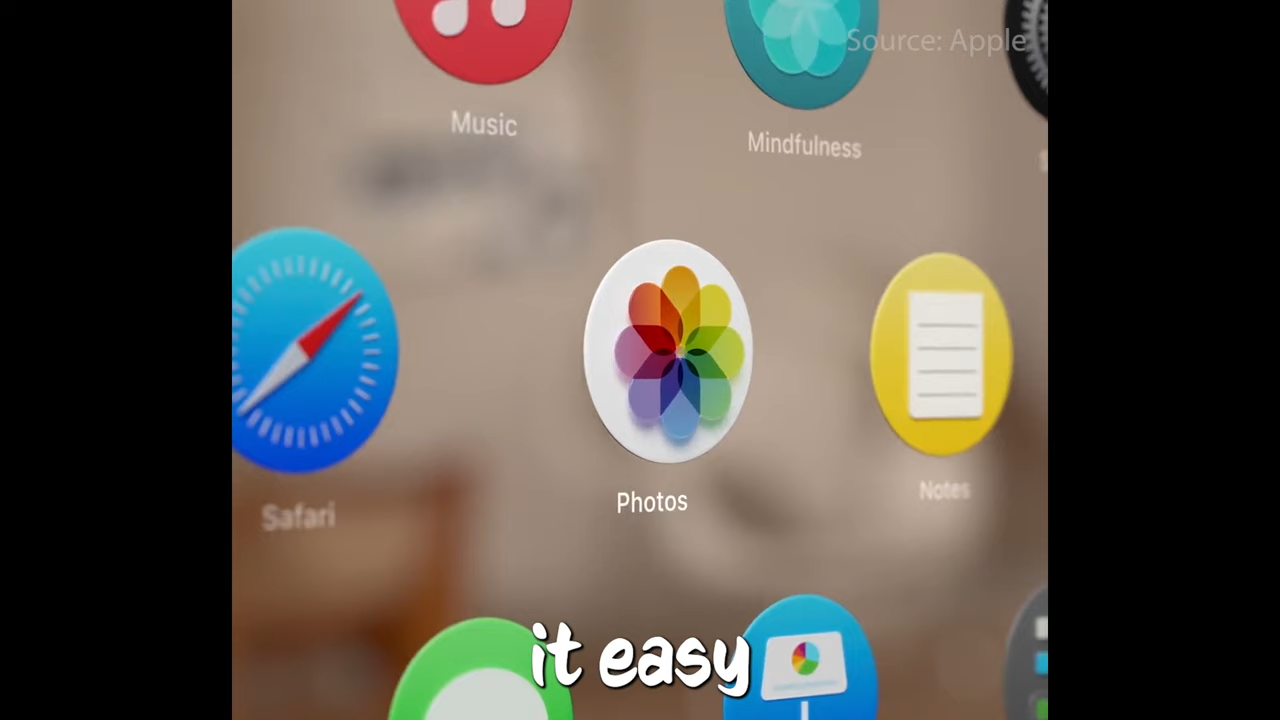 Source: Apple
Music
Mindfulness
Safari
Photos
Notes
it easy